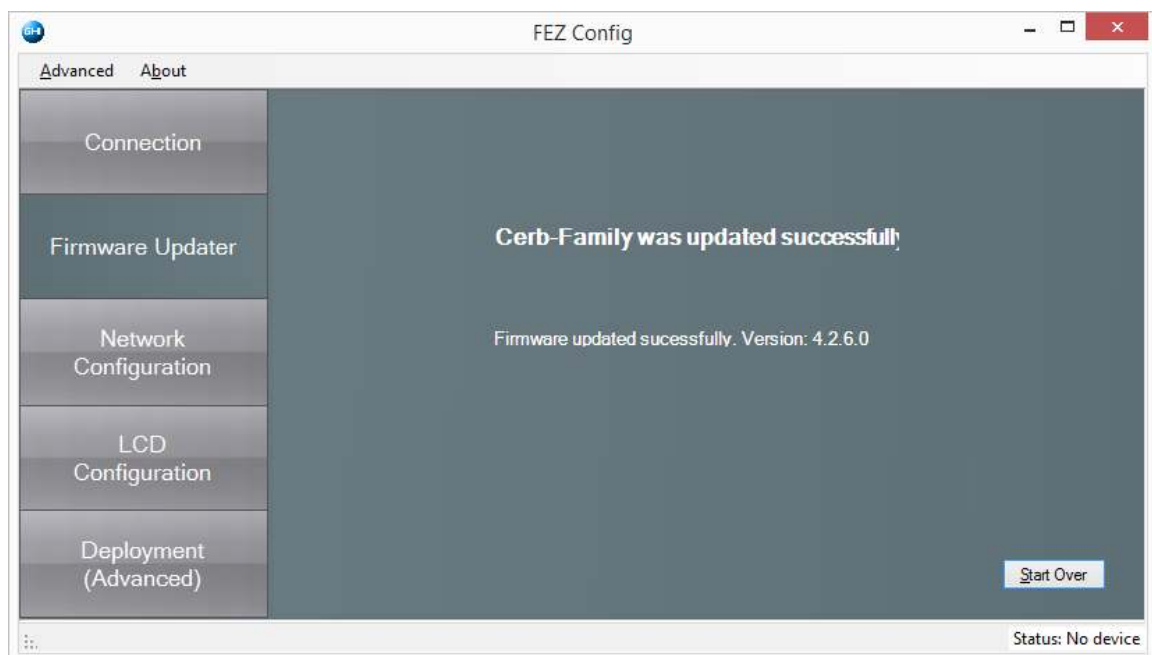 GHI
FEZ Config
Advanced About
Connection
Firmware Updater
Network
Configuration
LCD
Configuration
Deployment
(Advanced)
Cerb-Family was updated successfully
Firmware updated sucessfully. Version: 4.2.6.0
Start Over
Status: No device